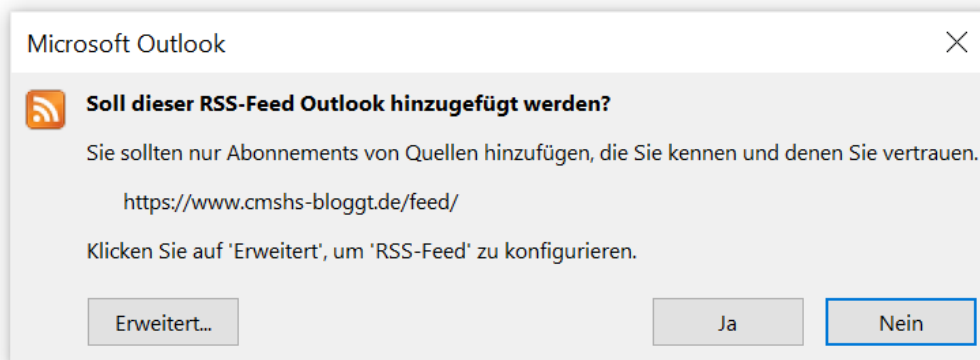 Microsoft Outlook
Soll dieser RSS-Feed Outlook hinzugefügt werden?
Sie sollten nur Abonnements von Quellen hinzufügen, die Sie kennen und denen Sie vertrauen.
https://www.cmshs-bloggt.de/feed/
Klicken Sie auf 'Erweitert', um 'RSS-Feed' zu konfigurieren.
Erweitert... Ja Nein